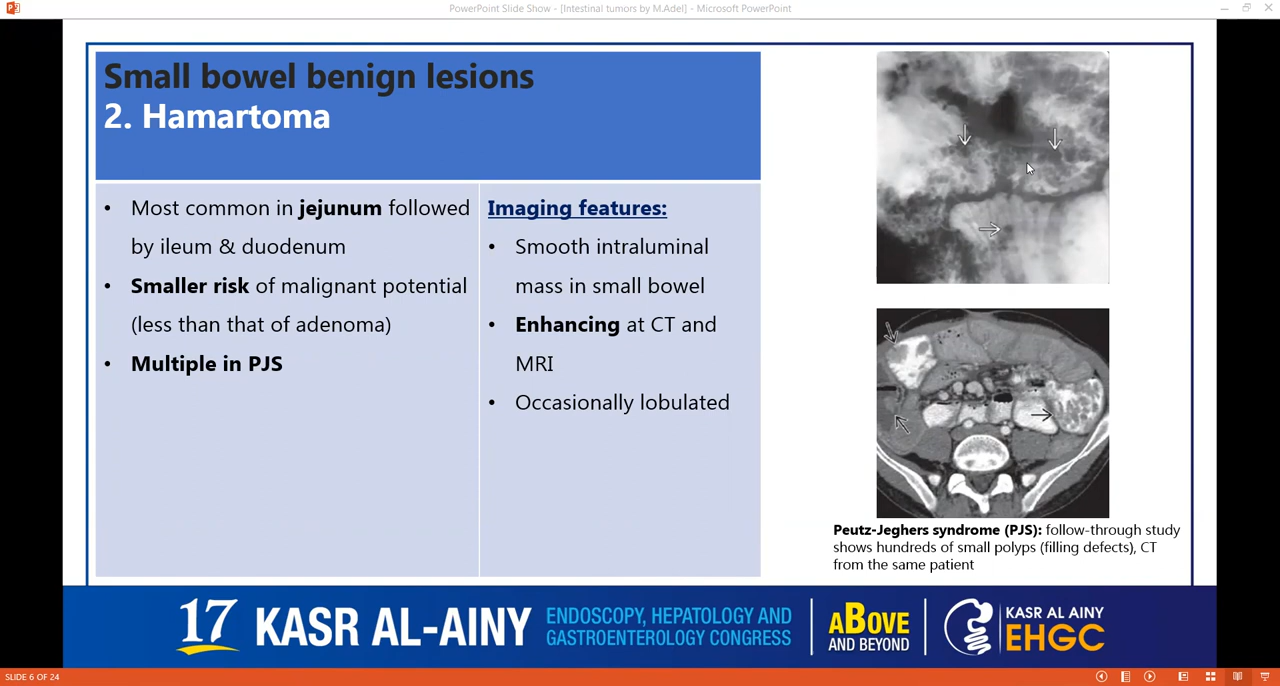 PowerPoint Slide Show - [Intestinal tumors by M.Adel] - Microsoft PowerPoint
Small bowel benign lesions
2. Hamartoma
• Most common in jejunum followed
by ileum & duodenum
• Smaller risk of malignant potential
(less than that of adenoma)
• Multiple in PJS
Imaging features:
• Smooth intraluminal
mass in small bowel
• Enhancing at CT and
MRI
• Occasionally lobulated
Peutz-Jeghers syndrome (PJS): follow-through study
shows hundreds of small polyps (filling defects), CT
from the same patient
17 KASR AL-AINY
ENDOSCOPY, HEPATOLOGY AND
GASTROENTEROLOGY CONGRESS
aBove
AND BEYOND
KASR AL AINY
EHGC
SLIDE 6 OF 24